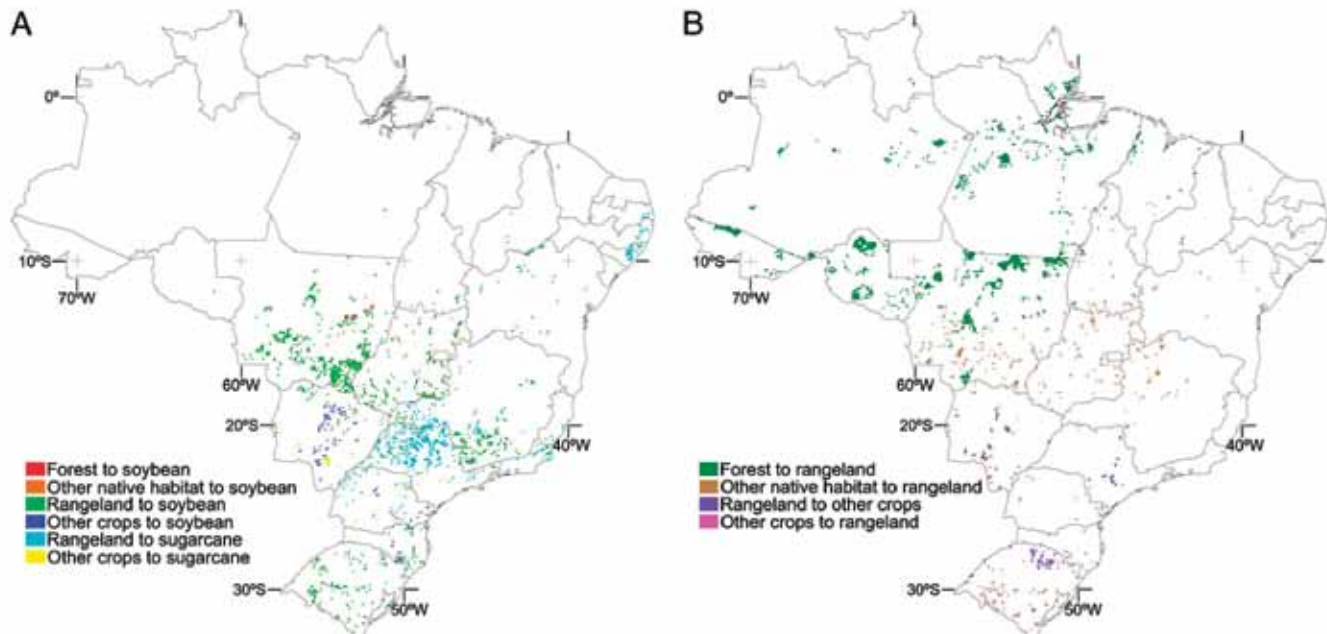 A
0º
10ºS
70ºW
60ºW
20ºS
40ºW
Forest to soybean
Other native habitat to soybean
Rangeland to soybean
Other crops to soybean
Rangeland to sugarcane
Other crops to sugarcane
30ºS
50ºW
B
0º
10ºS
70ºW
60ºW
20ºS
40ºW
Forest to rangeland
Other native habitat to rangeland
Rangeland to other crops
Other crops to rangeland
30ºS
50ºW